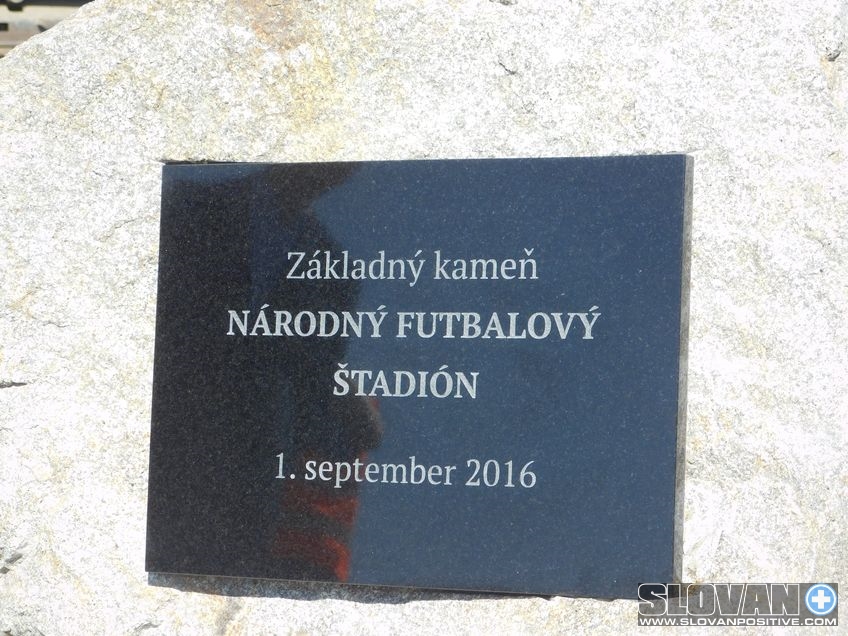 Základný kameň
NÁRODNÝ FUTBALOVÝ
ŠTADIÓN
1. september 2016
SLOVAN
WWW.SLOVANPOSITIVE.COM